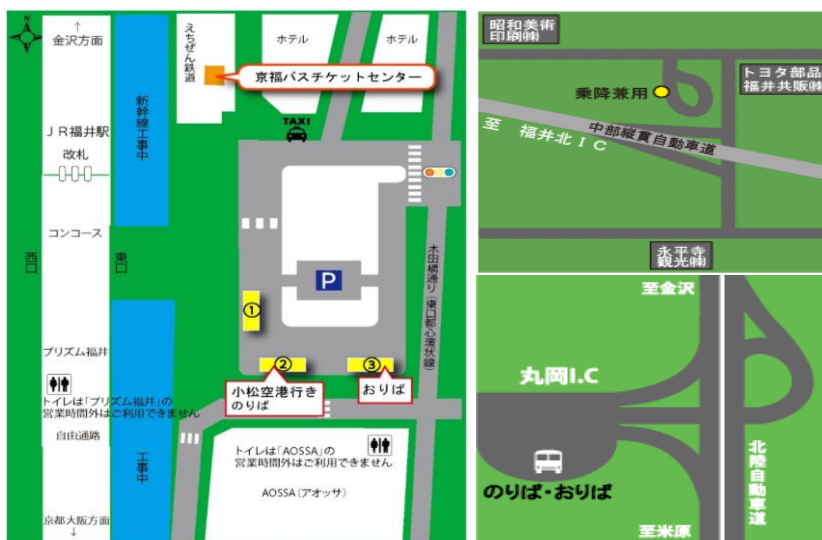 ↑
金沢方面
JR福井駅
改札
コンコース
西口
東口
プリズム福井
トイレは「プリズム福井」の
営業時間外はご利用できません
自由通路
京都大阪方面
↓
新幹線工事中
工事中
えちぜん鉄道
京福バスチケットセンター
ホテル
ホテル
TAXI
P
①
②
③
小松空港行き
のりば
おりば
木田橋通り(東口都心環状線)
トイレは「AOSSA」の
営業時間外はご利用できません
AOSSA(アオッサ)
昭和美術
印刷㈱
乗降兼用
トヨタ部品
福井共販㈱
至 福井北IC
中部縦貫自動車道
永平寺
観光㈱
至金沢
丸岡I.C
のりば・おりば
北陸自動車道
至米原